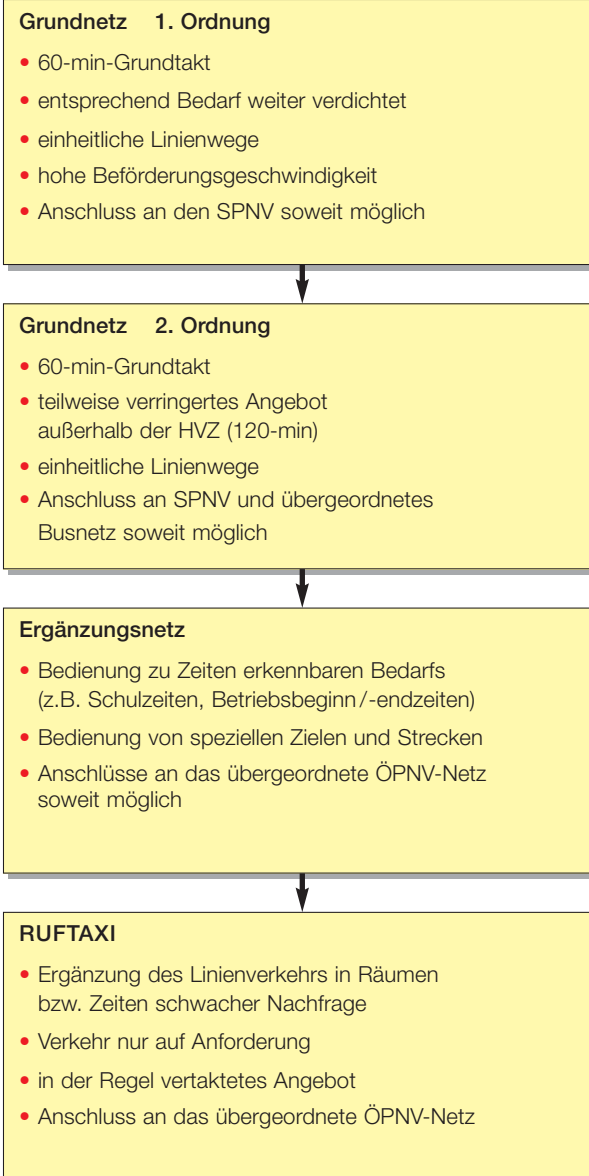 Grundnetz 1. Ordnung
• 60-min-Grundtakt
• entsprechend Bedarf weiter verdichtet
• einheitliche Linienwege
• hohe Beförderungsgeschwindigkeit
• Anschluss an den SPNV soweit möglich
Grundnetz 2. Ordnung
• 60-min-Grundtakt
• teilweise verringertes Angebot
außerhalb der HVZ (120-min)
• einheitliche Linienwege
• Anschluss an SPNV und übergeordnetes
Busnetz soweit möglich
Ergänzungsnetz
• Bedienung zu Zeiten erkennbaren Bedarfs
(z.B. Schulzeiten, Betriebsbeginn/-endzeiten)
• Bedienung von speziellen Zielen und Strecken
• Anschlüsse an das übergeordnete ÖPNV-Netz
soweit möglich
RUFTAXI
• Ergänzung des Linienverkehrs in Räumen
bzw. Zeiten schwacher Nachfrage
• Verkehr nur auf Anforderung
• in der Regel vertaktetes Angebot
• Anschluss an das übergeordnete ÖPNV-Netz